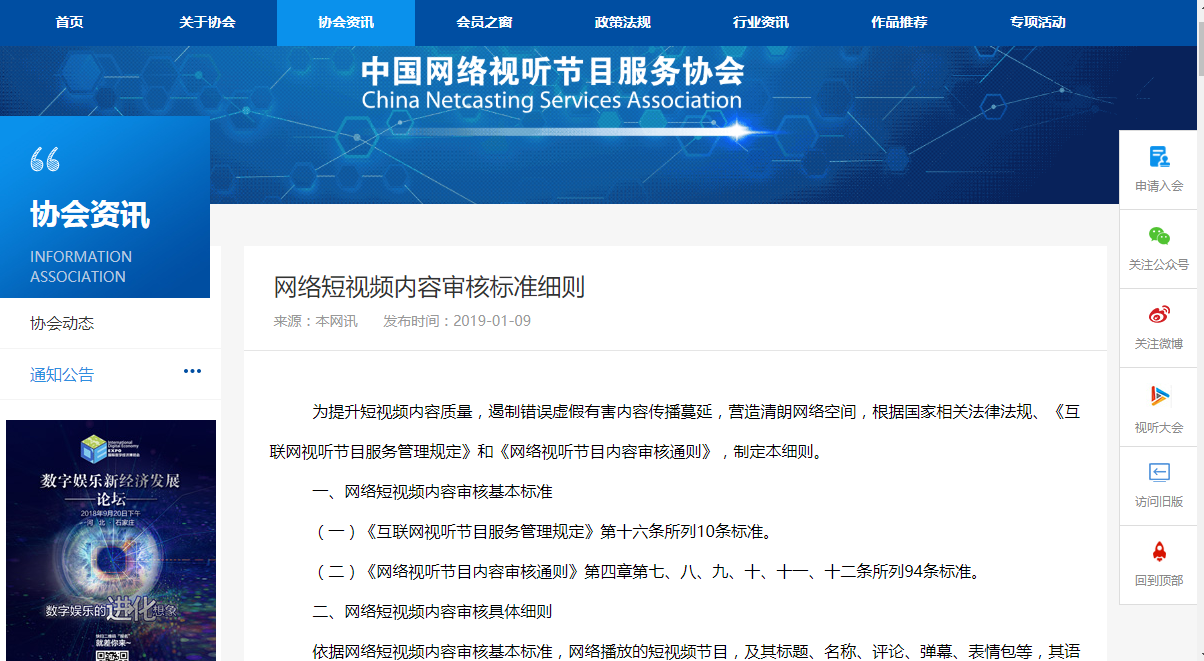 首页 关于协会 协会资讯 会员之窗 政策法规 行业资讯 作品推荐 专项活动
中国网络视听节目服务协会
China Netcasting Services Association
协会资讯
INFORMATION
ASSOCIATION
协会动态
通知公告
International
Digital Economy
EXPO
数字娱乐新经济发展
论坛
2018年9月20日下午
河 北 石家庄
数字娱乐的进化想象
就差你来~
网络短视频内容审核标准细则
来源：本网讯 发布时间：2019-01-09
为提升短视频内容质量，遏制错误虚假有害内容传播蔓延，营造清朗网络空间，根据国家相关法律法规、《互
联网视听节目服务管理规定》和《网络视听节目内容审核通则》，制定本细则。
一、网络短视频内容审核基本标准
（一）《互联网视听节目服务管理规定》第十六条所列10条标准。
（二）《网络视听节目内容审核通则》第四章第七、八、九、十、十一、十二条所列94条标准。
二、网络短视频内容审核具体细则
依据网络短视频内容审核基本标准，网络播放的短视频节目，及其标题、名称、评论、弹幕、表情包等，其语
申请入会
关注公众号
关注微博
视听大会
访问旧版
回到顶部